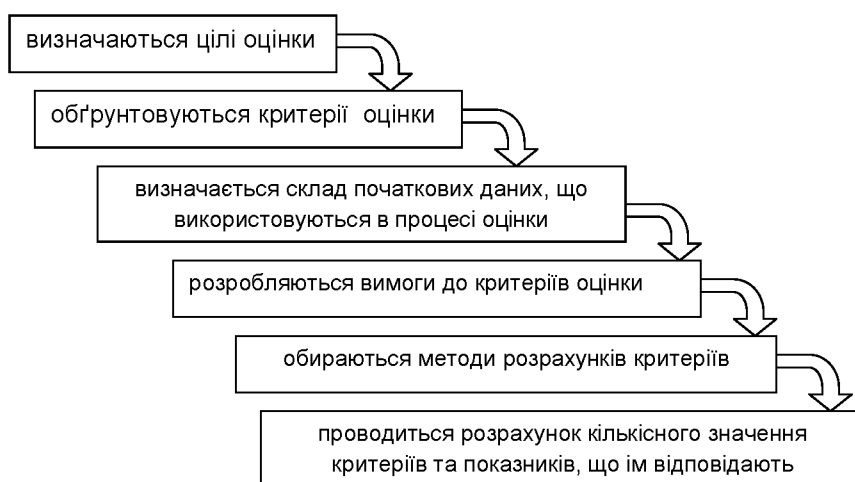 визначаються цілі оцінки
обґрунтовуються критерії оцінки
визначається склад початкових даних, що
використовуються в процесі оцінки
розробляються вимоги до критеріїв оцінки
обираються методи розрахунків критеріїв
проводиться розрахунок кількісного значення
критеріїв та показників, що ім відповідають